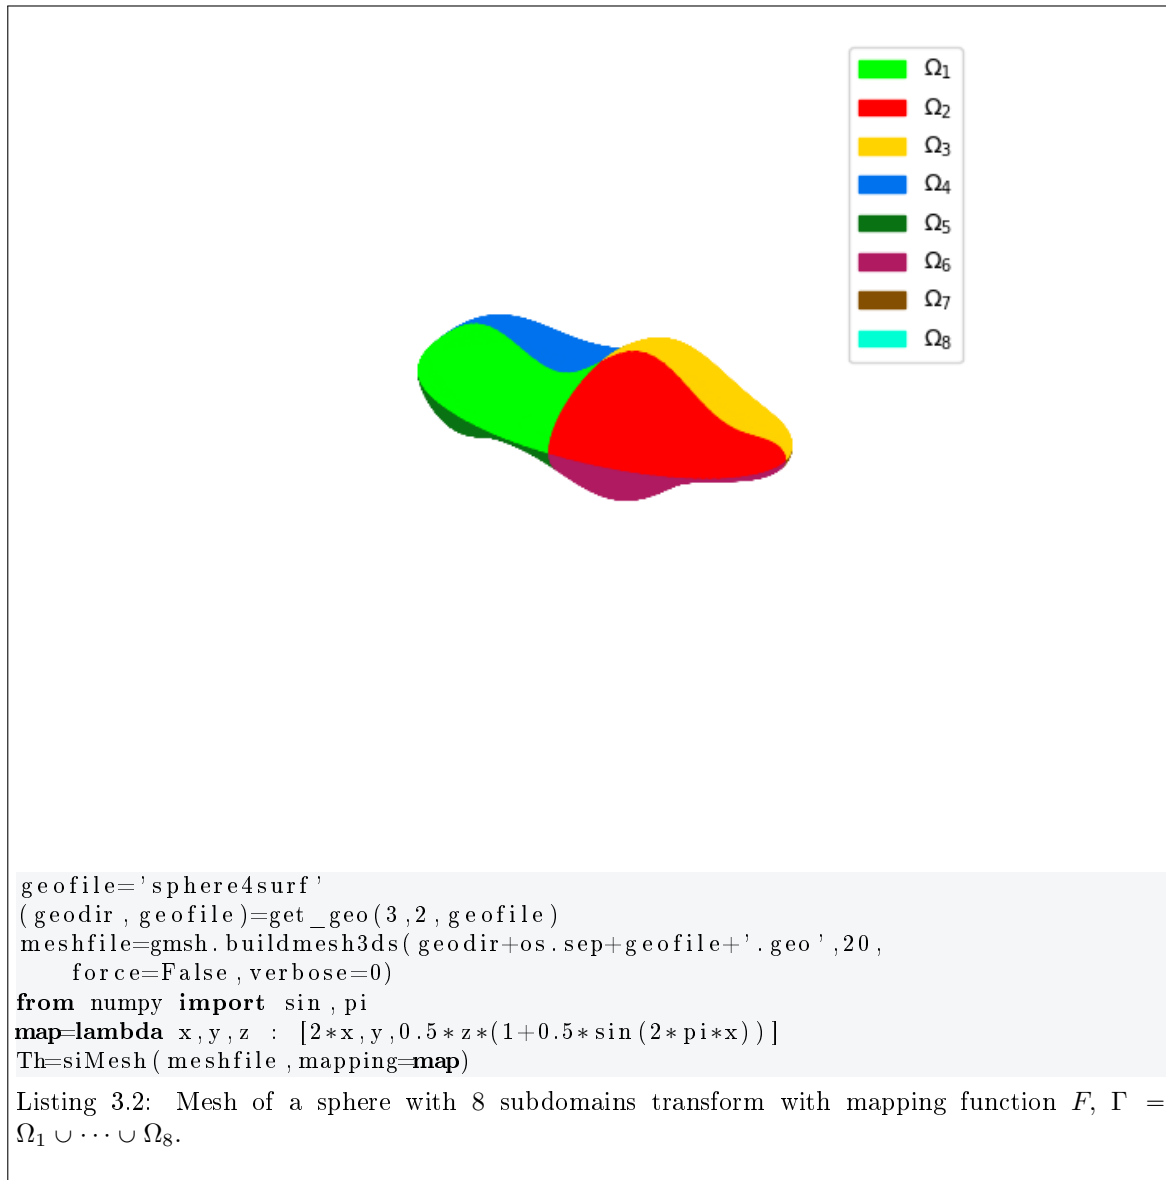 Ω₁
Ω₂
Ω₃
Ω₄
Ω₅
Ω₆
Ω₇
Ω₈
geofile='sphere4surf'
(geodir,geofile)=get_geo(3,2,geofile)
meshfile=gmsh.buildmesh3ds(geodir+os.sep+geofile+'.geo',20,
    force=False,verbose=0)
from numpy import sin,pi
map=lambda x,y,z : [2*x,y,0.5*z*(1+0.5*sin(2*pi*x))]
Th=siMesh(meshfile,mapping=map)
Listing 3.2: Mesh of a sphere with 8 subdomains transform with mapping function F, Γ =
Ω₁ ∪ ⋯ ∪ Ω₈.